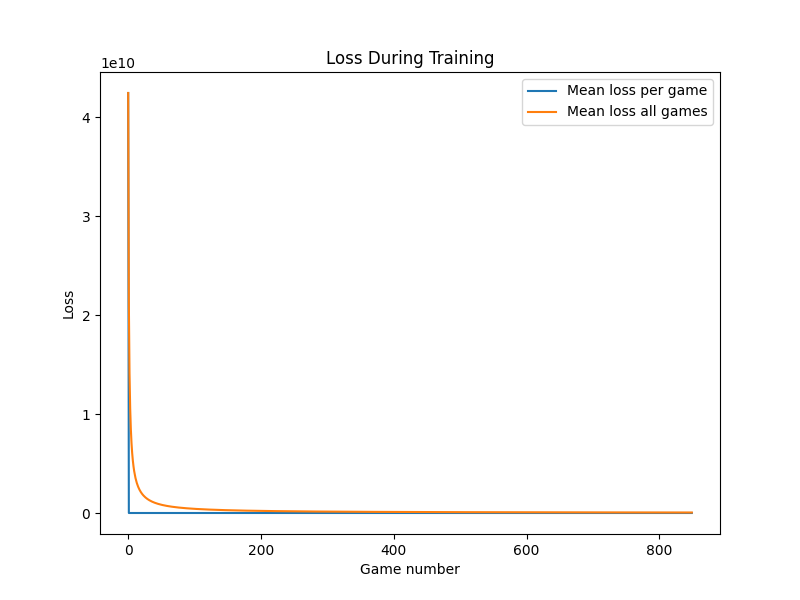 Loss During Training
1e10
Mean loss per game
Mean loss all games
4
3
2
1
0
Loss
0 200 400 600 800
Game number